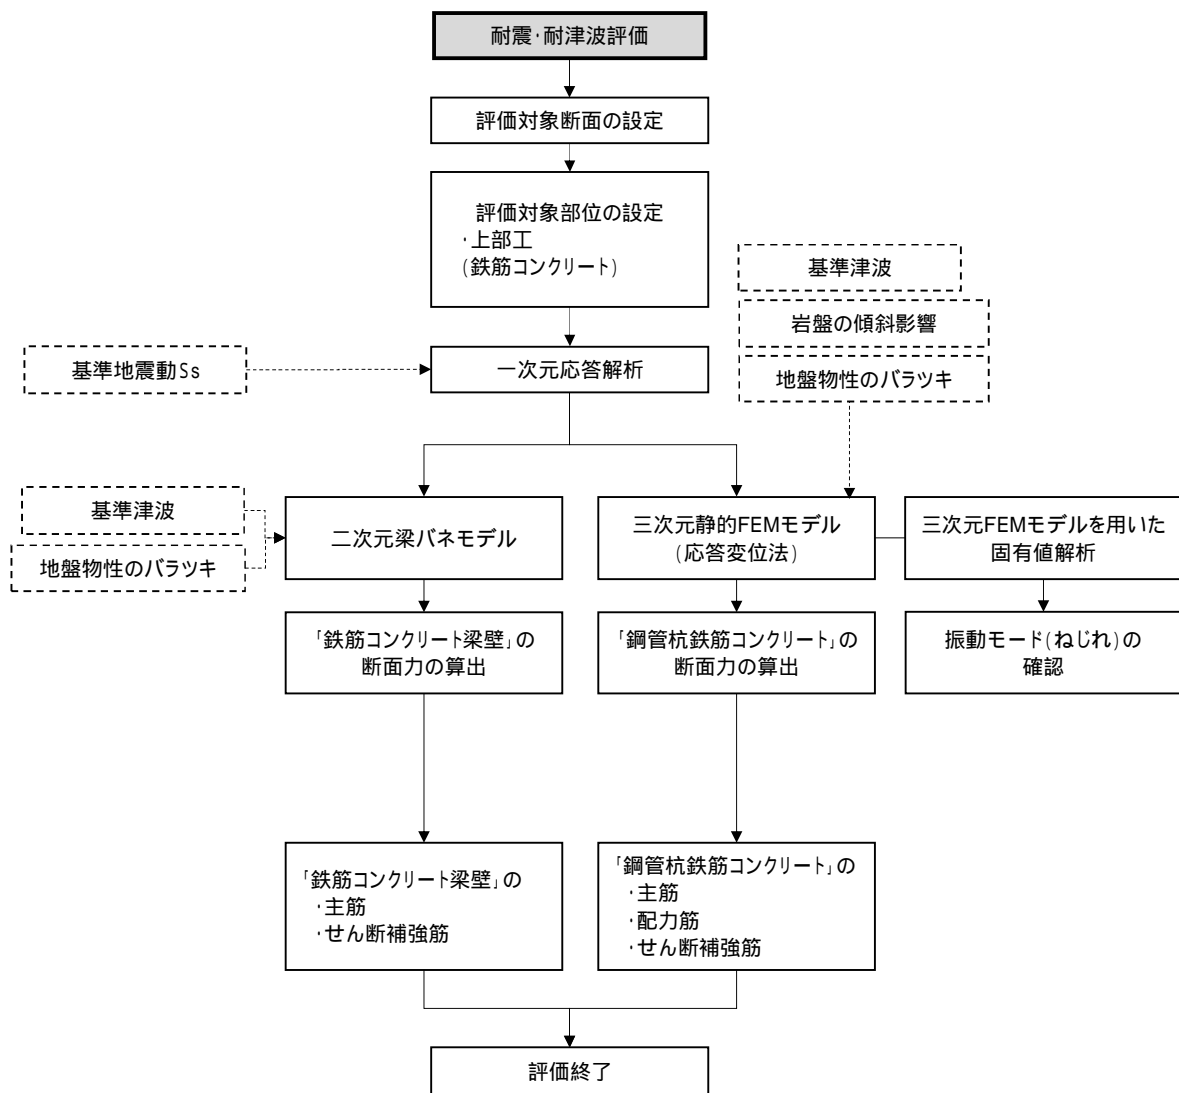 耐震・耐津波評価
評価対象断面の設定
評価対象部位の設定
・上部工
(鉄筋コンクリート)
基準津波
岩盤の傾斜影響
地盤物性のバラツキ
基準地震動Ss
一次元応答解析
基準津波
地盤物性のバラツキ
二次元梁バネモデル
三次元静的FEMモデル
(応答変位法)
三次元FEMモデルを用いた
固有値解析
「鉄筋コンクリート梁壁」の
断面力の算出
「鋼管杭鉄筋コンクリート」の
断面力の算出
振動モード(ねじれ)の
確認
「鉄筋コンクリート梁壁」の
・主筋
・せん断補強筋
「鋼管杭鉄筋コンクリート」の
・主筋
・配力筋
・せん断補強筋
評価終了